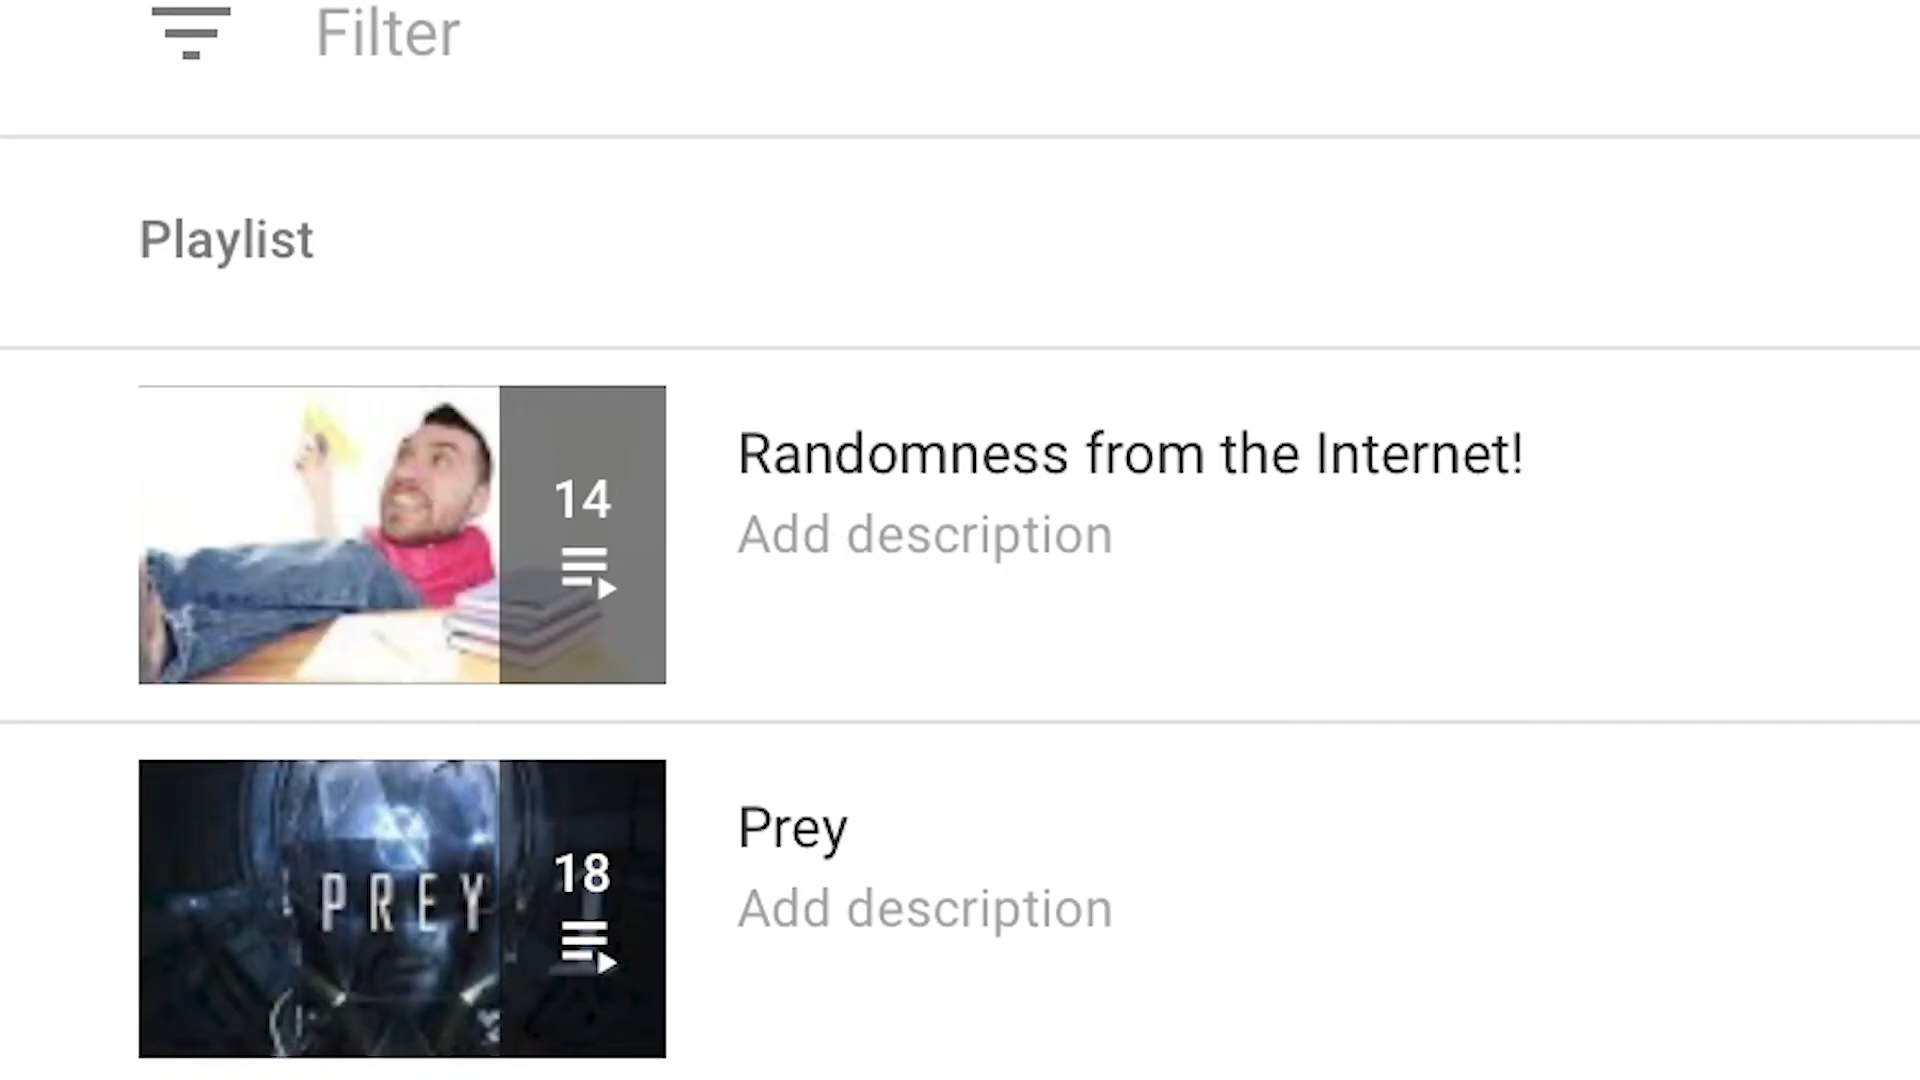 Filter
Playlist
14
Randomness from the Internet!
Add description
PREY
18
Prey
Add description